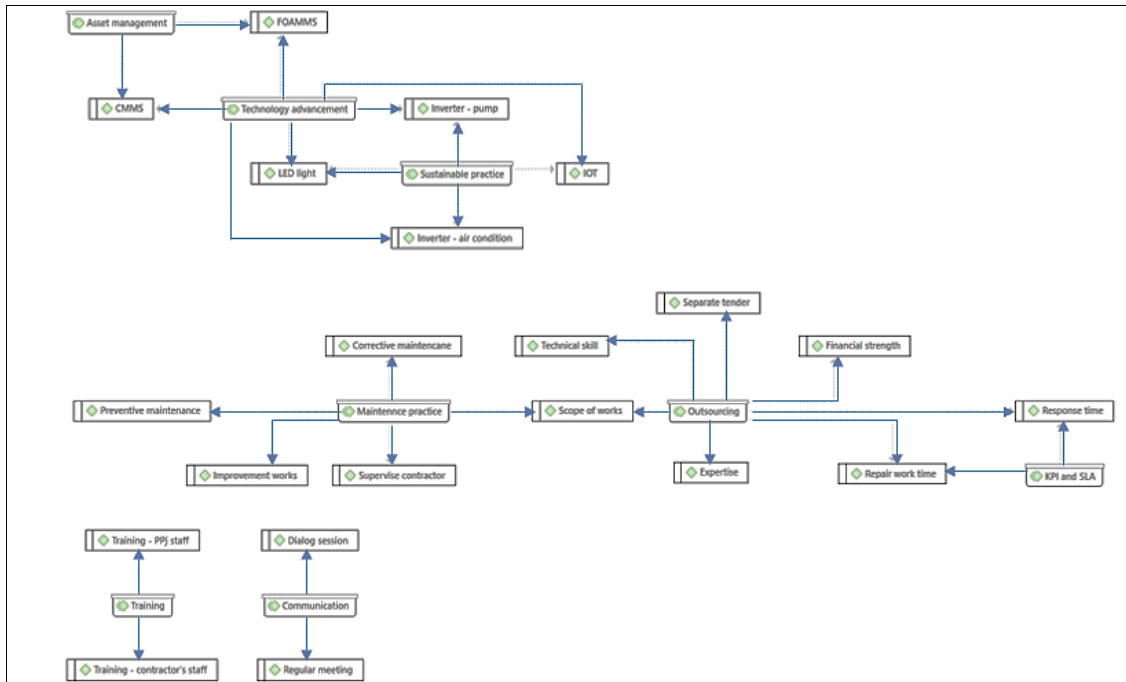 Asset management
FOAMMS
CMMS
Technology advancement
Inverter - pump
LED light
Sustainable practice
IOT
Inverter - air condition
Separate tender
Corrective maintencane
Technical skill
Financial strength
Preventive maintenance
Maintennce practice
Scope of works
Outsourcing
Response time
Improvement works
Supervise contractor
Expertise
Repair work time
KPI and SLA
Training - PPj staff
Dialog session
Training
Communication
Training - contractor's staff
Regular meeting